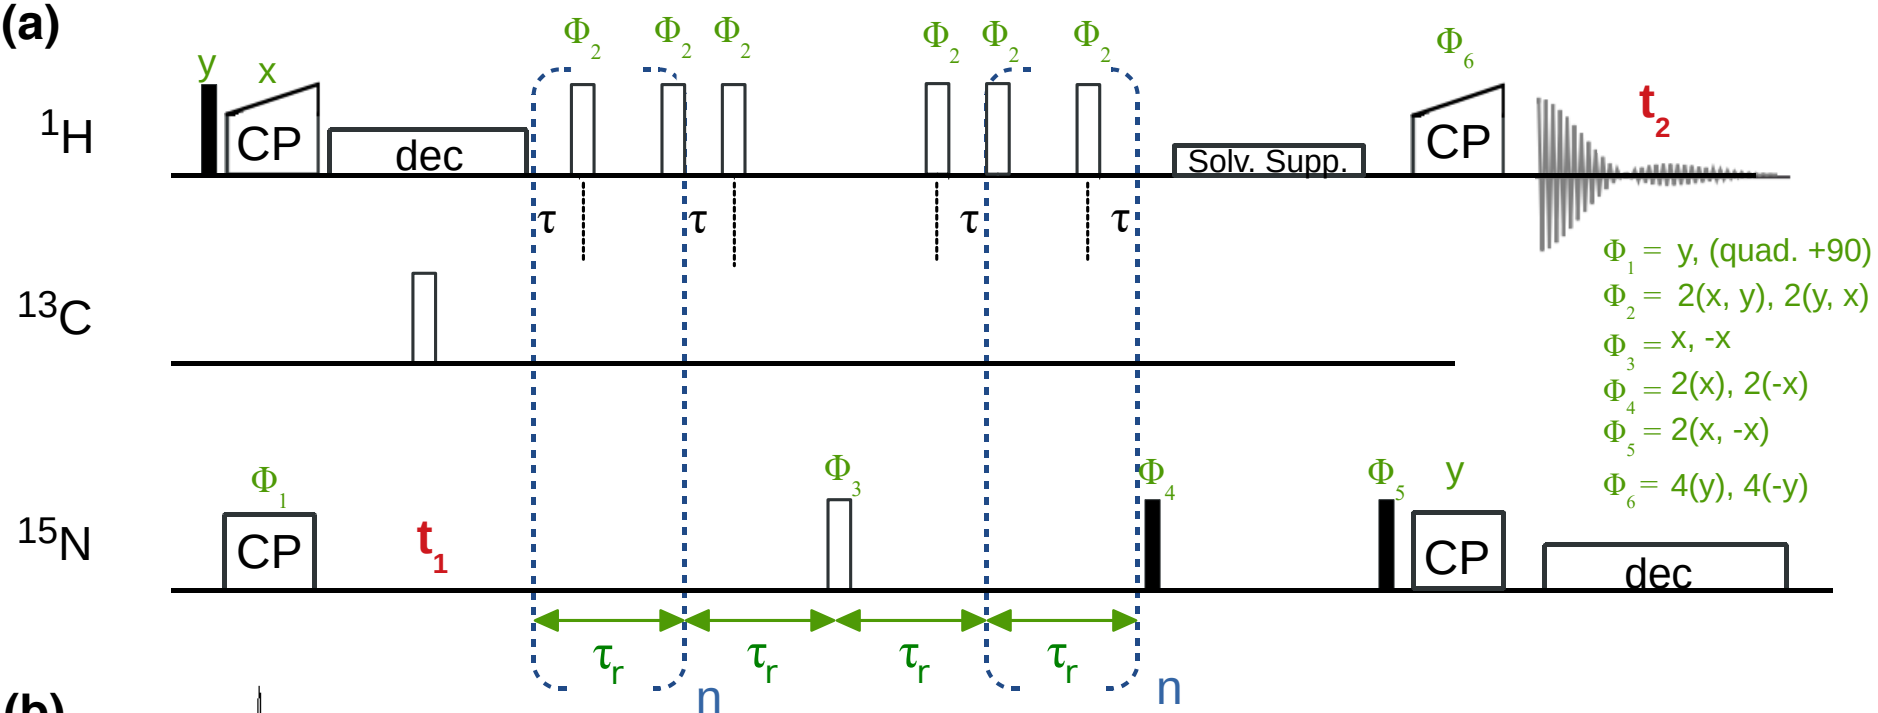 (a)
Φ2 Φ2 Φ2 Φ2 Φ2 Φ2 Φ6
y x
t2
1H CP dec Solv. Supp. CP
τ τ τ τ
Φ1 = y, (quad. +90)
13C Φ2 = 2(x, y), 2(y, x)
Φ3 = x, -x
Φ4 = 2(x), 2(-x)
Φ5 = 2(x, -x)
Φ1 Φ3 Φ4 Φ5 y
Φ6 = 4(y), 4(-y)
15N CP t1 CP dec
τr τr τr τr
n n
(b)